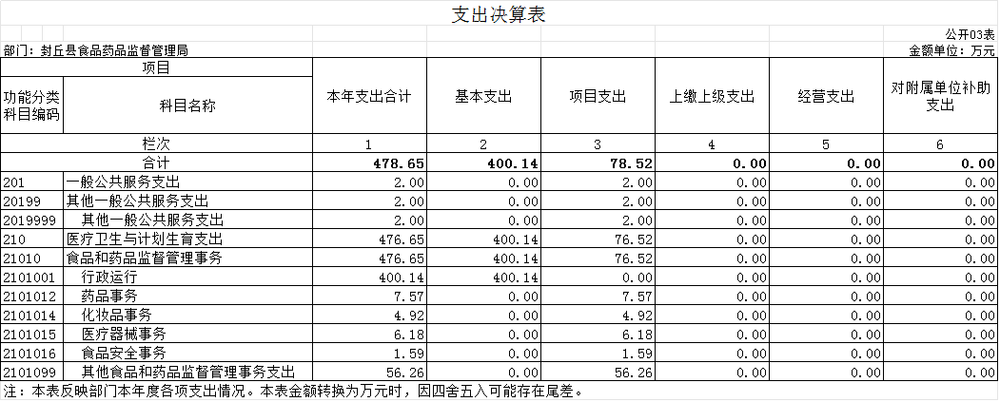 支出决算表
公开03表
部门：封丘县食品药品监督管理局 金额单位：万元
项目 本年支出合计 基本支出 项目支出 上缴上级支出 经营支出 对附属单位补助支出
功能分类科目编码 科目名称
栏次 1 2 3 4 5 6
合计 478.65 400.14 78.52 0.00 0.00 0.00
201 一般公共服务支出 2.00 0.00 2.00 0.00 0.00 0.00
20199 其他一般公共服务支出 2.00 0.00 2.00 0.00 0.00 0.00
2019999 其他一般公共服务支出 2.00 0.00 2.00 0.00 0.00 0.00
210 医疗卫生与计划生育支出 476.65 400.14 76.52 0.00 0.00 0.00
21010 食品和药品监督管理事务 476.65 400.14 76.52 0.00 0.00 0.00
2101001 行政运行 400.14 400.14 0.00 0.00 0.00 0.00
2101012 药品事务 7.57 0.00 7.57 0.00 0.00 0.00
2101014 化妆品事务 4.92 0.00 4.92 0.00 0.00 0.00
2101015 医疗器械事务 6.18 0.00 6.18 0.00 0.00 0.00
2101016 食品安全事务 1.59 0.00 1.59 0.00 0.00 0.00
2101099 其他食品和药品监督管理事务支出 56.26 0.00 56.26 0.00 0.00 0.00
注：本表反映部门本年度各项支出情况。本表金额转换为万元时，因四舍五入可能存在尾差。